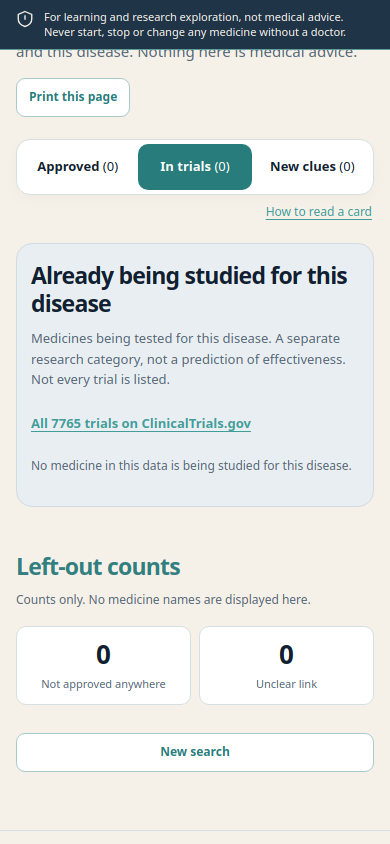 For learning and research exploration, not medical advice.
Never start, stop or change any medicine without a doctor.
and this disease. Nothing here is medical advice.
Print this page
Approved (0)
In trials (0)
New clues (0)
How to read a card
Already being studied for this
disease
Medicines being tested for this disease. A separate
research category, not a prediction of effectiveness.
Not every trial is listed.
All 7765 trials on ClinicalTrials.gov
No medicine in this data is being studied for this disease.
Left-out counts
Counts only. No medicine names are displayed here.
0
Not approved anywhere
0
Unclear link
New search